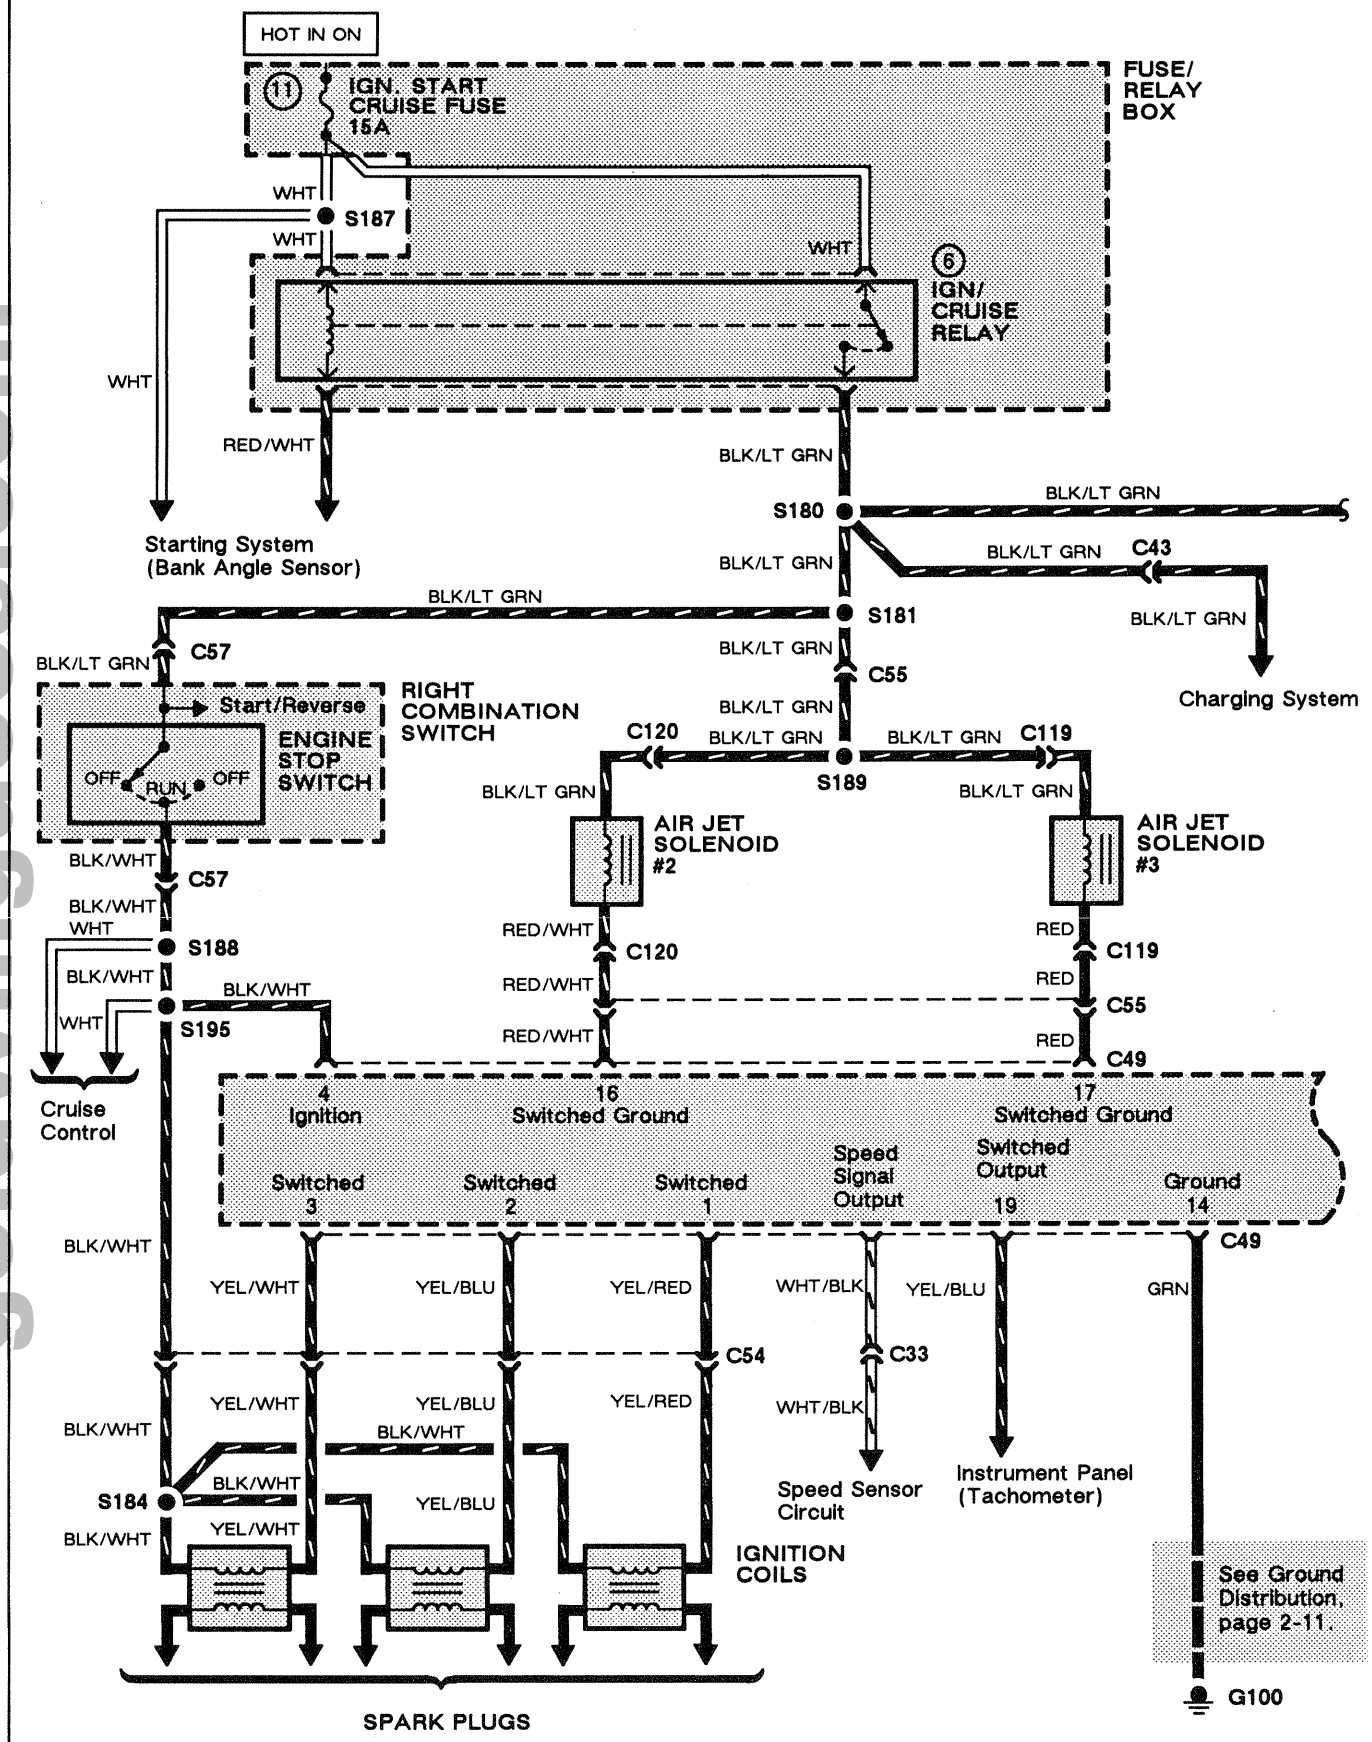 HOT IN ON
11
IGN. START
CRUISE FUSE
15A
FUSE/
RELAY
BOX
WHT
S187
WHT
WHT
6
IGN/
CRUISE
RELAY
WHT
RED/WHT
BLK/LT GRN
BLK/LT GRN
S180
BLK/LT GRN
C43
Starting System
(Bank Angle Sensor)
BLK/LT GRN
BLK/LT GRN
S181
BLK/LT GRN
C57
BLK/LT GRN
BLK/LT GRN
C55
Charging System
RIGHT
COMBINATION
SWITCH
Start/Reverse
BLK/LT GRN
ENGINE
STOP
SWITCH
OFF
RUN
OFF
C120
BLK/LT GRN
BLK/LT GRN
C119
S189
BLK/LT GRN
BLK/LT GRN
AIR JET
SOLENOID
#2
AIR JET
SOLENOID
#3
BLK/WHT
C57
BLK/WHT
WHT
S188
RED/WHT
C120
RED
C119
BLK/WHT
BLK/WHT
RED/WHT
RED
C55
WHT
S195
RED/WHT
RED
C49
Cruise
Control
4
Ignition
16
Switched Ground
17
Switched Ground
Speed
Signal
Output
Switched
Output
19
Switched
3
Switched
2
Switched
1
Ground
14
C49
BLK/WHT
YEL/WHT
YEL/BLU
YEL/RED
WHT/BLK
YEL/BLU
GRN
C54
C33
YEL/WHT
YEL/BLU
YEL/RED
WHT/BLK
BLK/WHT
BLK/WHT
Speed Sensor
Circuit
Instrument Panel
(Tachometer)
BLK/WHT
S184
YEL/BLU
BLK/WHT
YEL/WHT
IGNITION
COILS
See Ground
Distribution,
page 2-11.
G100
SPARK PLUGS